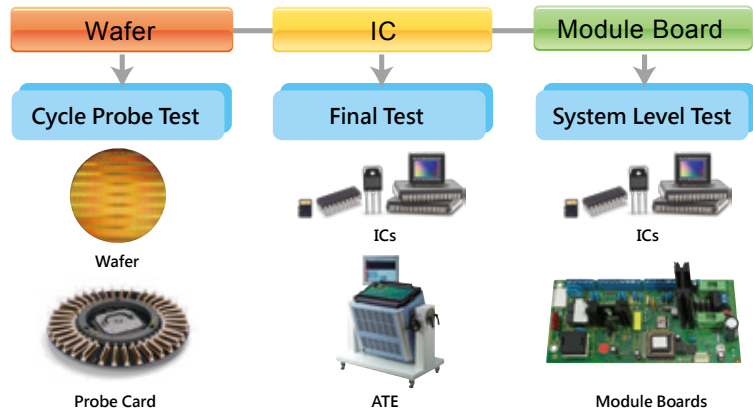 Wafer
IC
Module Board
Cycle Probe Test
Final Test
System Level Test
Wafer
ICs
ICs
Probe Card
ATE
Module Boards